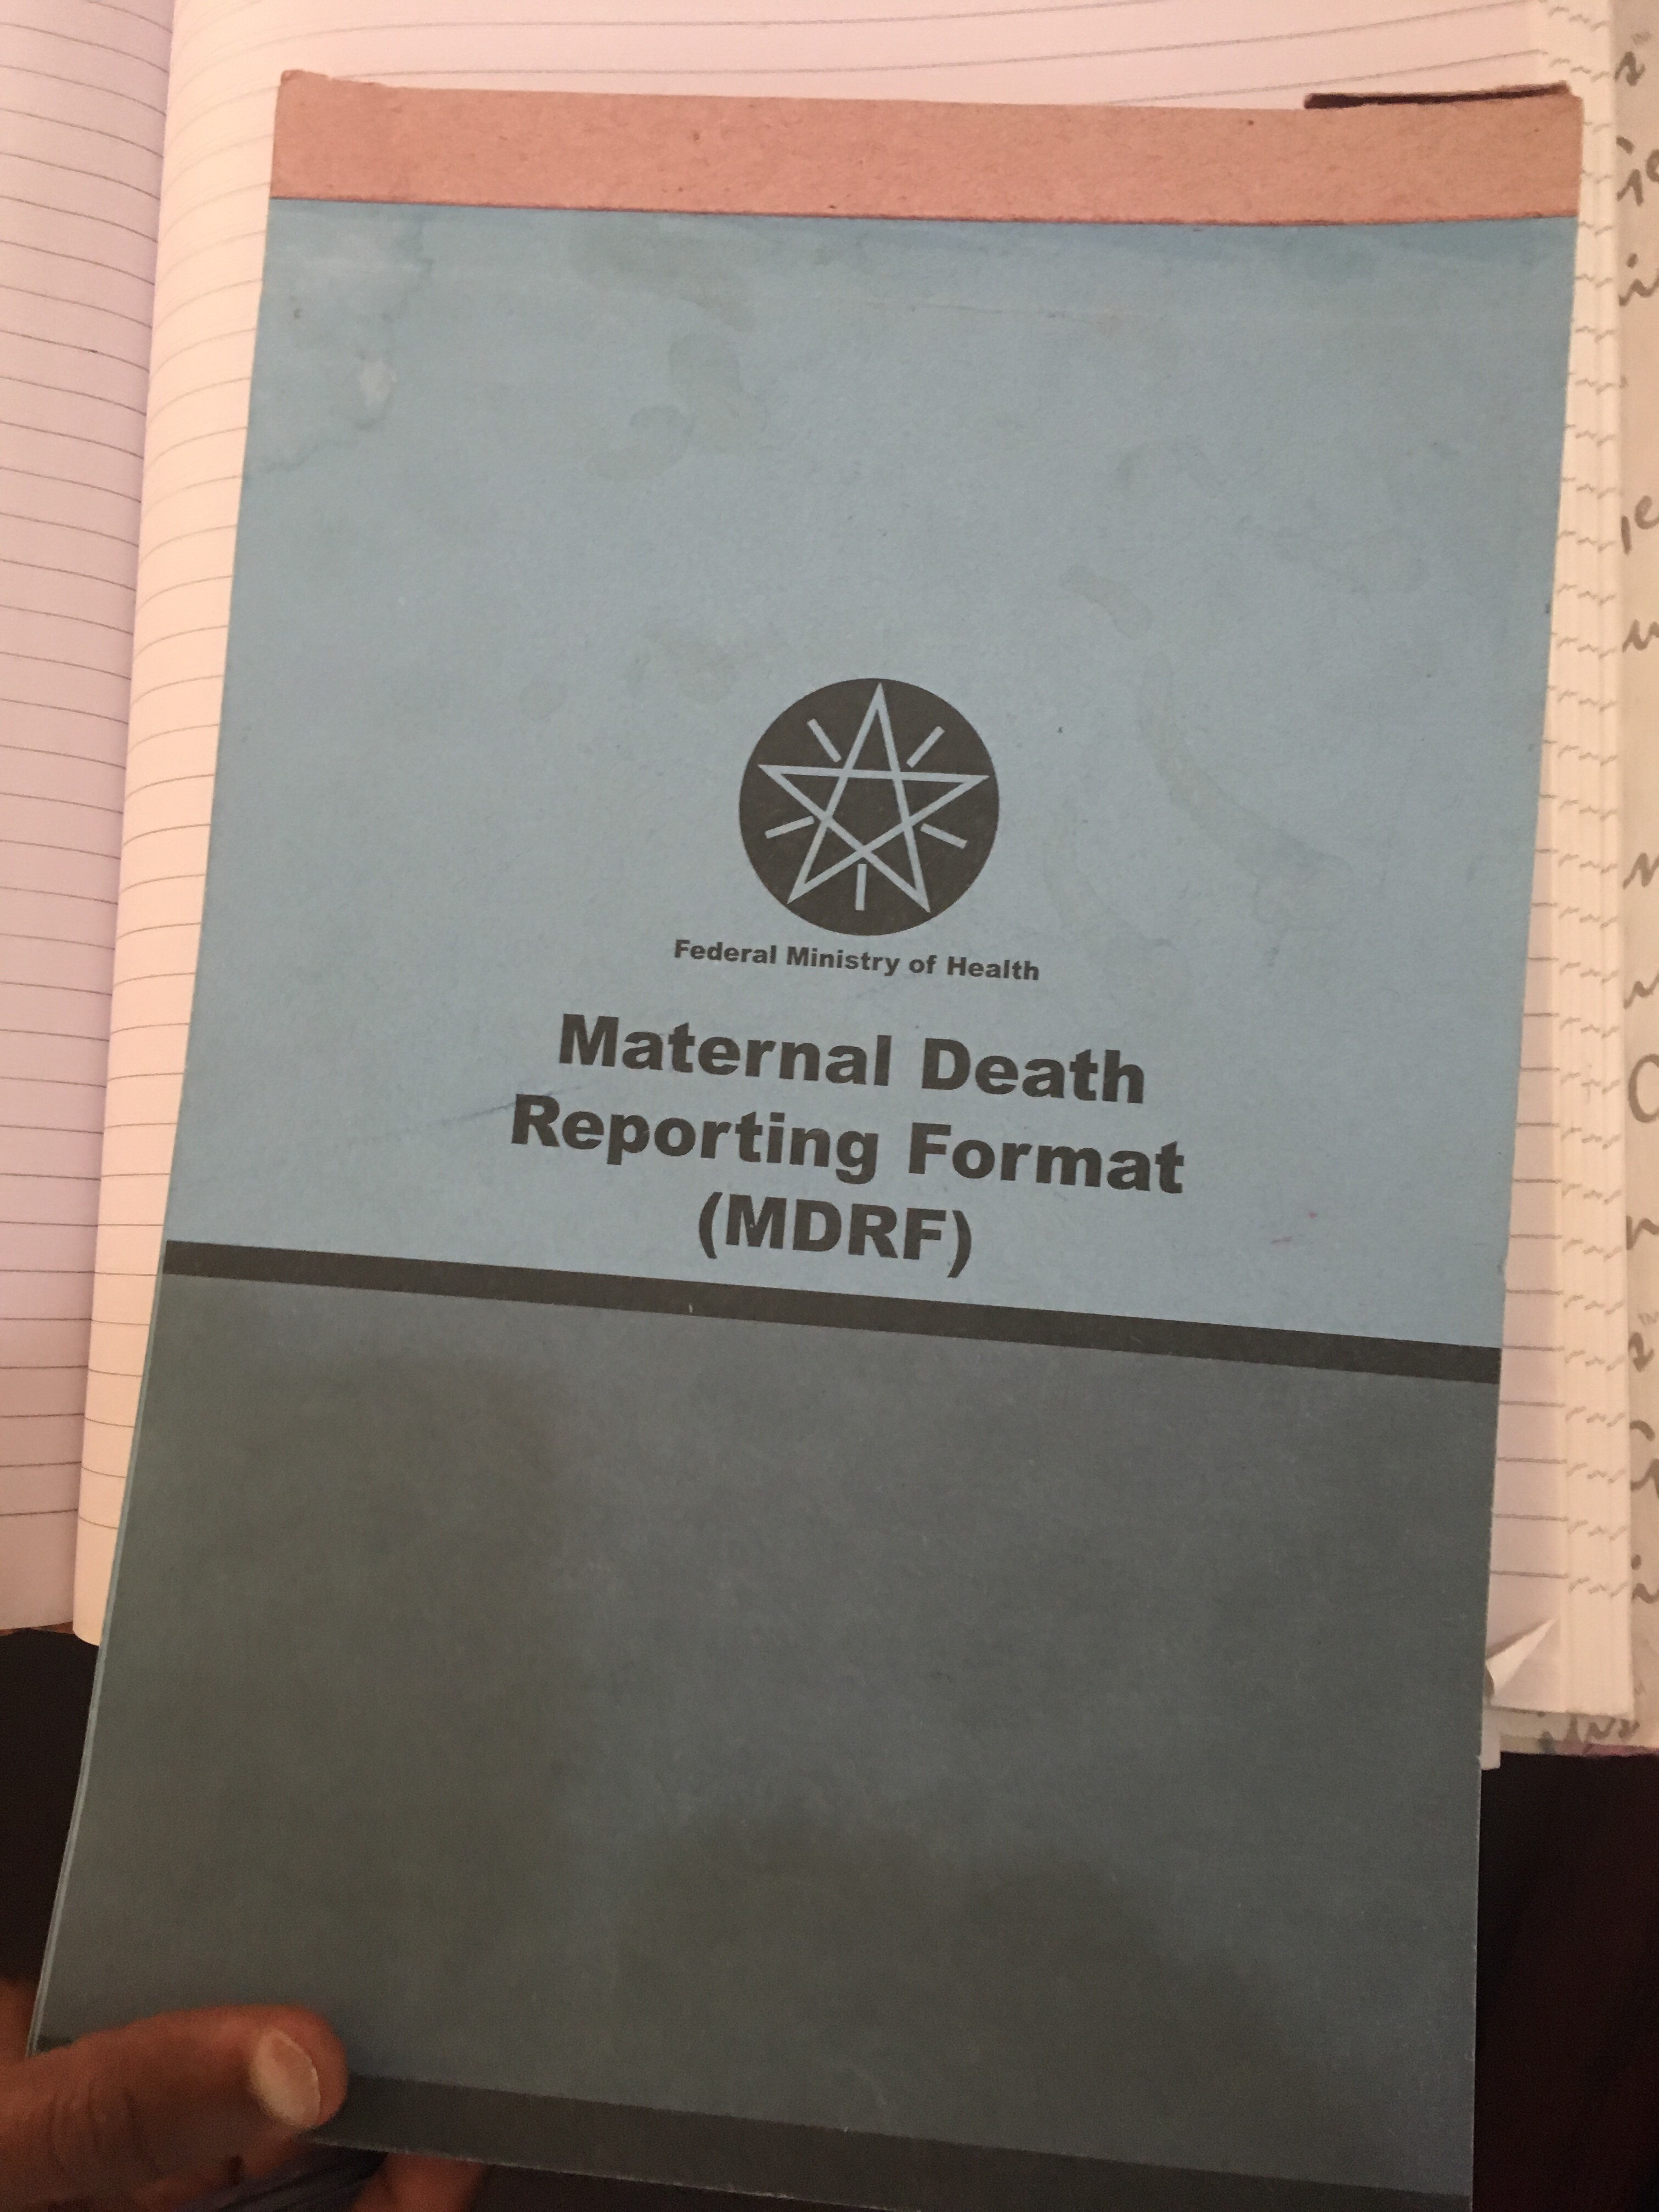 Federal Ministry of Health
Maternal Death
Reporting Format
(MDRF)